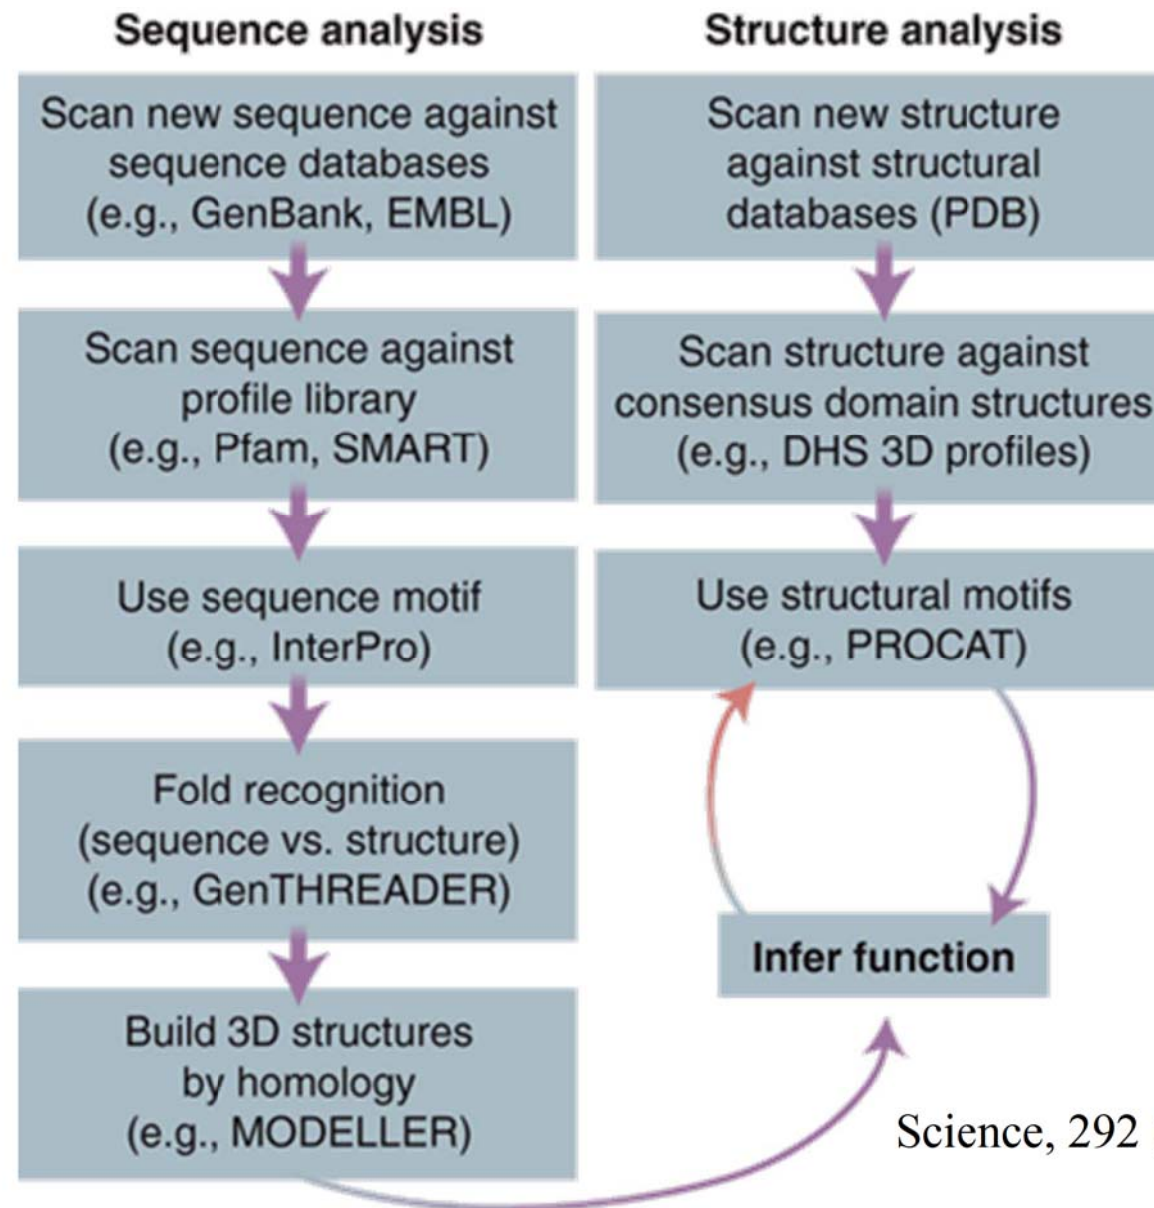 Sequence analysis
Scan new sequence against
sequence databases
(e.g., GenBank, EMBL)
Scan sequence against
profile library
(e.g., Pfam, SMART)
Use sequence motif
(e.g., InterPro)
Fold recognition
(sequence vs. structure)
(e.g., GenTHREADER)
Build 3D structures
by homology
(e.g., MODELLER)
Structure analysis
Scan new structure
against structural
databases (PDB)
Scan structure against
consensus domain structures
(e.g., DHS 3D profiles)
Use structural motifs
(e.g., PROCAT)
Infer function
Science, 292